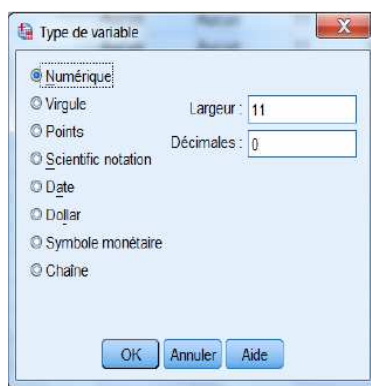 Type de variable
Numérique
Virgule
Largeur : 11
Points
Décimales : 0
Scientific notation
Date
Dollar
Symbole monétaire
Chaîne
OK Annuler Aide